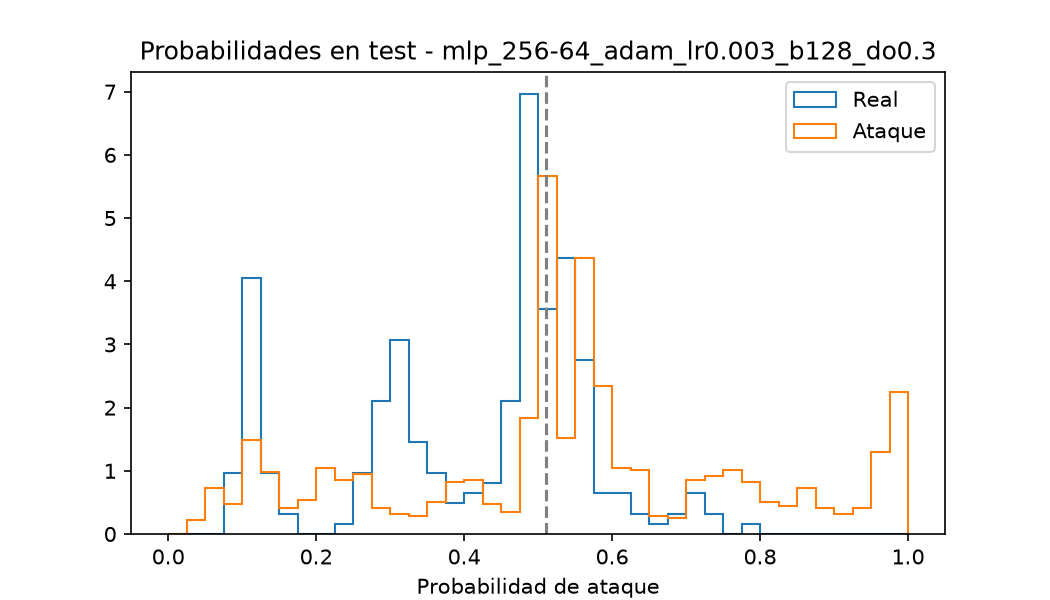 Probabilidades en test - mlp_256-64_adam_lr0.003_b128_do0.3
Real
Ataque
7
6
5
4
3
2
1
0
0.0 0.2 0.4 0.6 0.8 1.0
Probabilidad de ataque